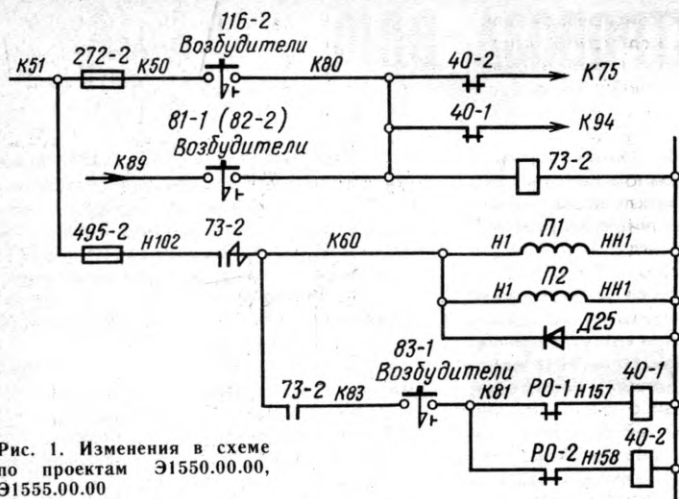 116-2
Возбудители
К51 272-2 К50 К80 40-2 К75
40-1 К94
81-1 (82-2)
Возбудители
К89 73-2
495-2 Н102 73-2 К60 Н1 П1 НН1
Н1 П2 НН1
Д25
83-1
Возбудители
73-2 К83 К81 РО-1 Н157 40-1
РО-2 Н158 40-2
Рис. 1. Изменения в схеме
по проектам Э1550.00.00,
Э1555.00.00